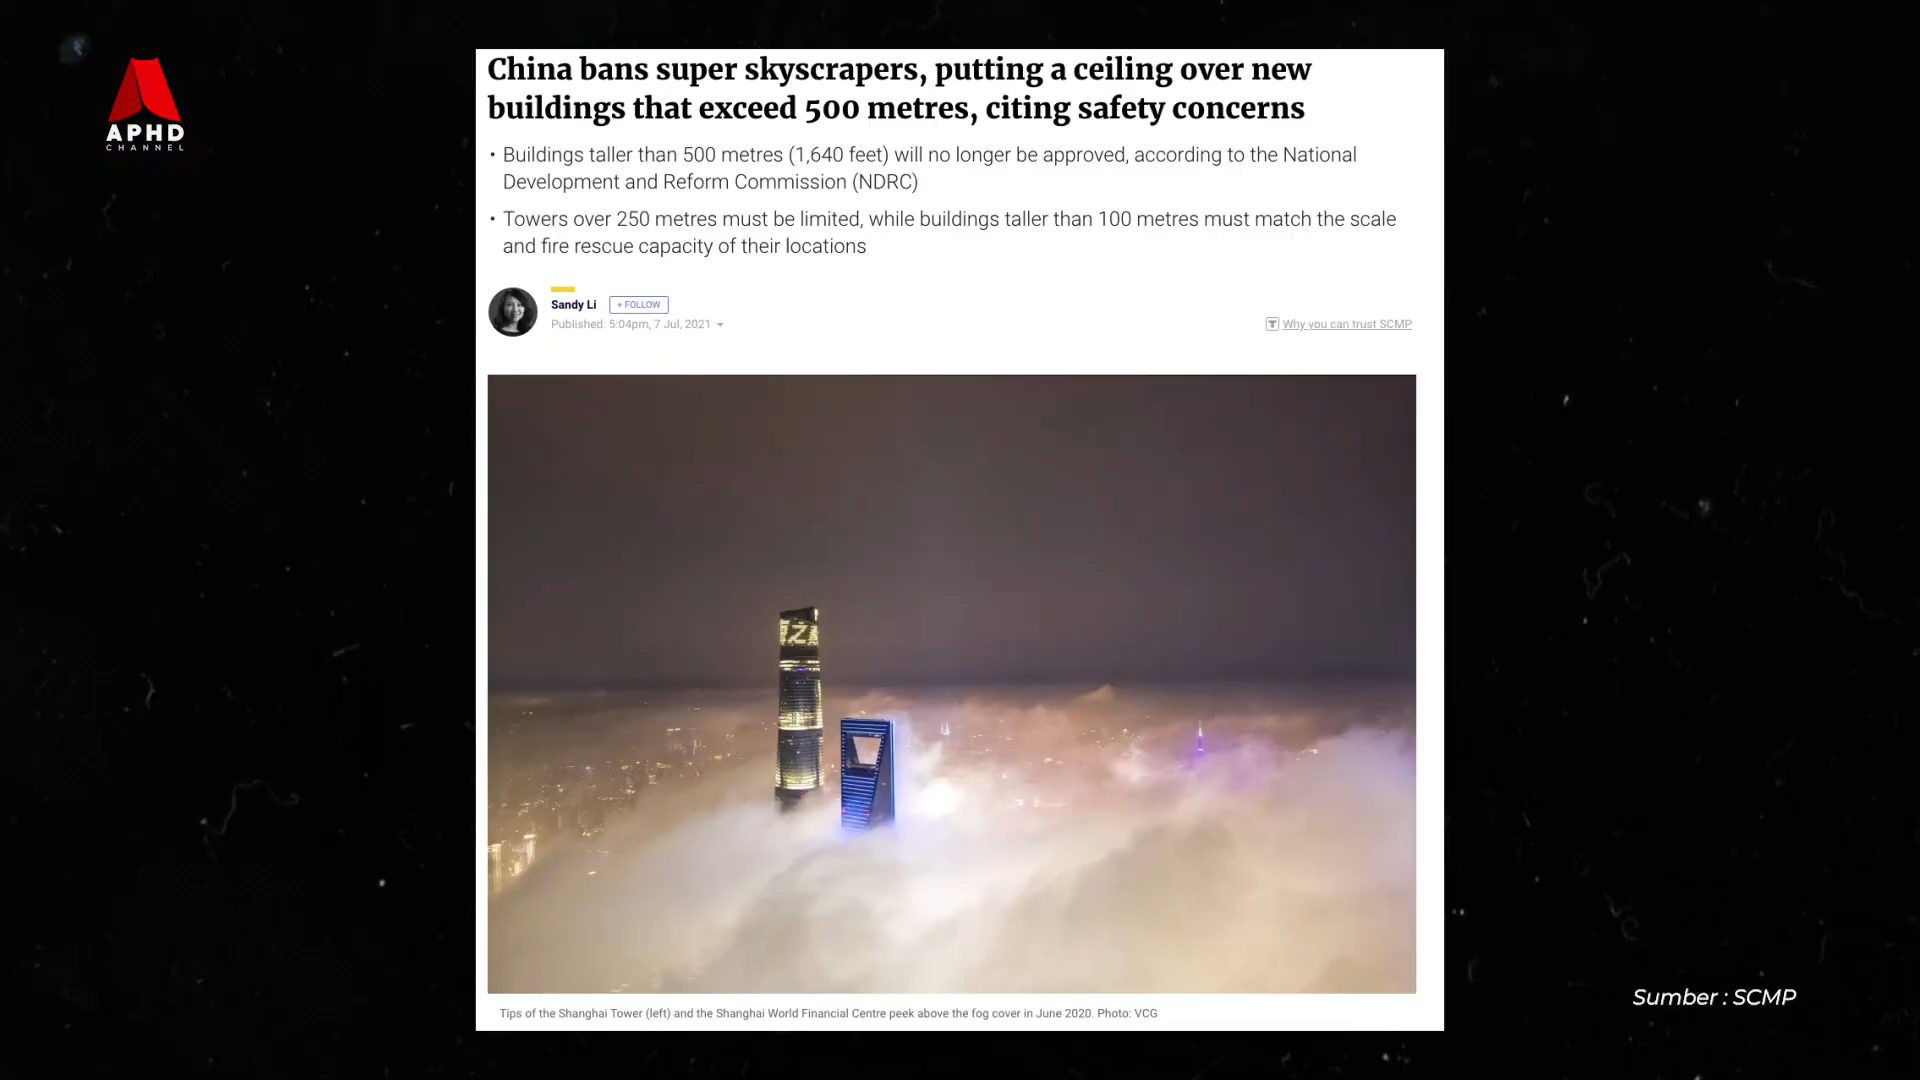 APHD
CHANNEL
China bans super skyscrapers, putting a ceiling over new
buildings that exceed 500 metres, citing safety concerns
• Buildings taller than 500 metres (1,640 feet) will no longer be approved, according to the National
Development and Reform Commission (NDRC)
• Towers over 250 metres must be limited, while buildings taller than 100 metres must match the scale
and fire rescue capacity of their locations
Sandy Li + FOLLOW
Published: 5:04pm, 7 Jul, 2021
Why you can trust SCMP
Z
Tips of the Shanghai Tower (left) and the Shanghai World Financial Centre peek above the fog cover in June 2020. Photo: VCG
Sumber : SCMP